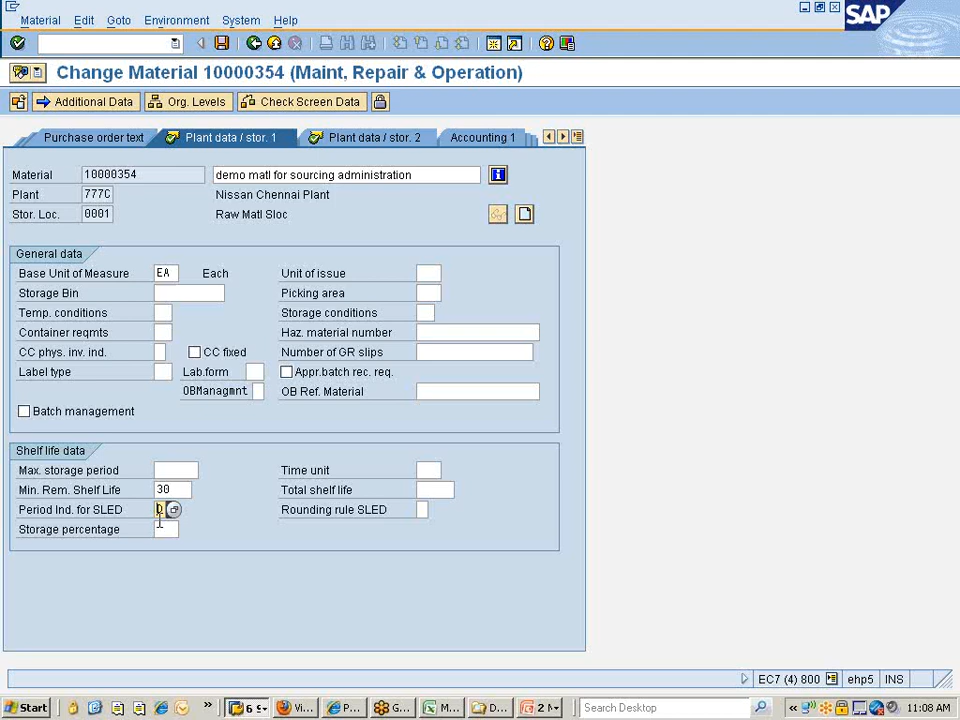 Material Edit Goto Environment System Help
SAP
Change Material 10000354 (Maint, Repair & Operation)
Additional Data Org. Levels Check Screen Data
Purchase order text Plant data / stor. 1 Plant data / stor. 2 Accounting 1
Material 10000354 demo matl for sourcing administration
Plant 777C Nissan Chennai Plant
Stor. Loc. 0001 Raw Matl Sloc
General data
Base Unit of Measure EA Each Unit of issue
Storage Bin Picking area
Temp. conditions Storage conditions
Container reqmts Haz. material number
CC phys. inv. ind. CC fixed Number of GR slips
Label type Lab.form Appr.batch rec. req.
OBManagmnt OB Ref. Material
Batch management
Shelf life data
Max. storage period Time unit
Min. Rem. Shelf Life 30 Total shelf life
Period Ind. for SLED D Rounding rule SLED
Storage percentage
EC7 (4) 800 ehp5 INS
Start 6 S Vi... P... G... M... D... 2 N Search Desktop 11:08 AM